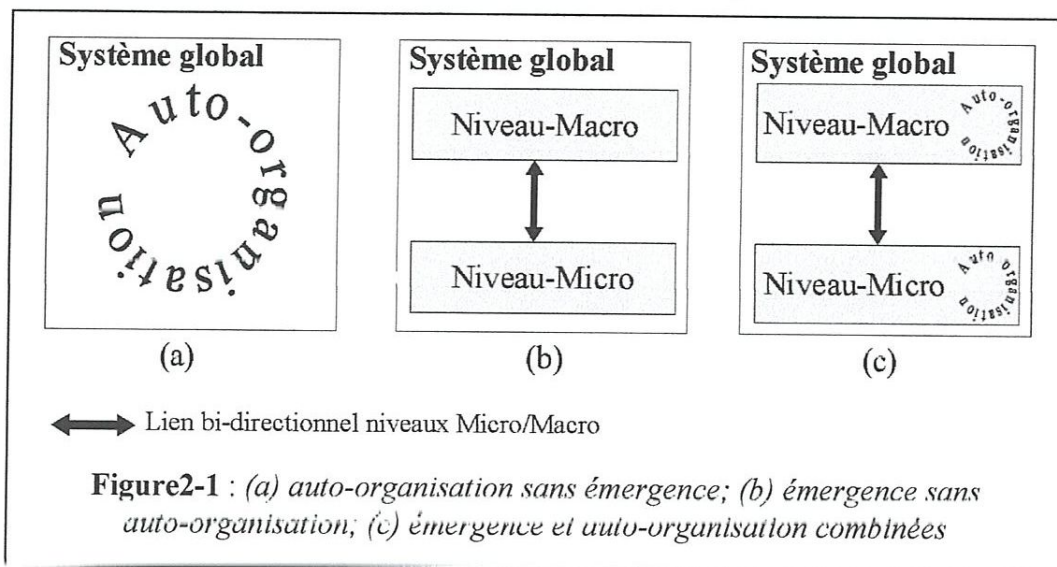 Système global
Auto-organisation
(a)
Système global
Niveau-Macro
Niveau-Micro
(b)
Système global
Niveau-Macro
Auto-organisation
Niveau-Micro
Auto organisation
(c)
Lien bi-directionnel niveaux Micro/Macro
Figure2-1 : (a) auto-organisation sans émergence; (b) émergence sans
auto-organisation; (c) émergence et auto-organisation combinées